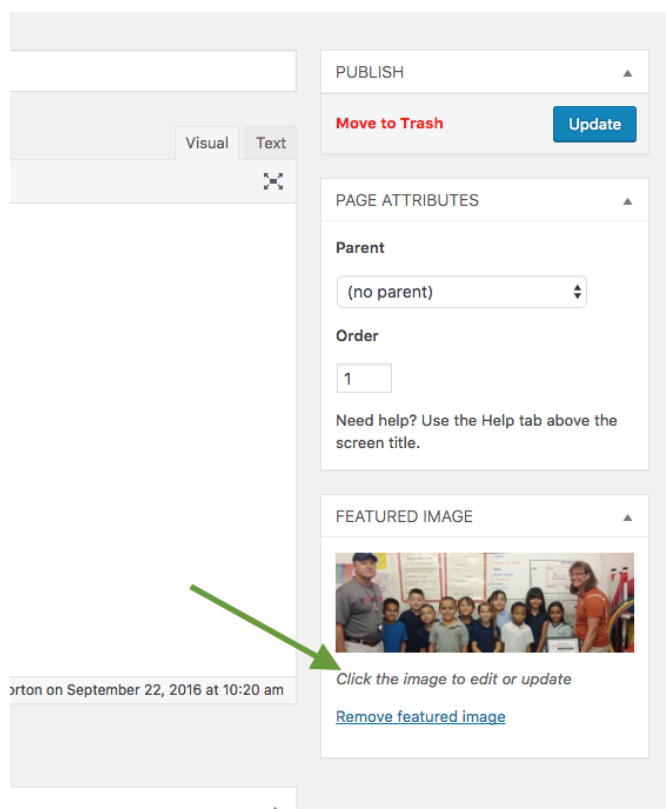 PUBLISH
Move to Trash
Update
Visual
Text
PAGE ATTRIBUTES
Parent
(no parent)
Order
1
Need help? Use the Help tab above the
screen title.
FEATURED IMAGE
Click the image to edit or update
Remove featured image
orton on September 22, 2016 at 10:20 am